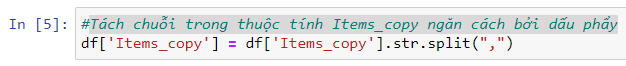 In [5]: #Tách chuỗi trong thuộc tính Items_copy ngăn cách bởi dấu phẩy
df['Items_copy'] = df['Items_copy'].str.split(",")